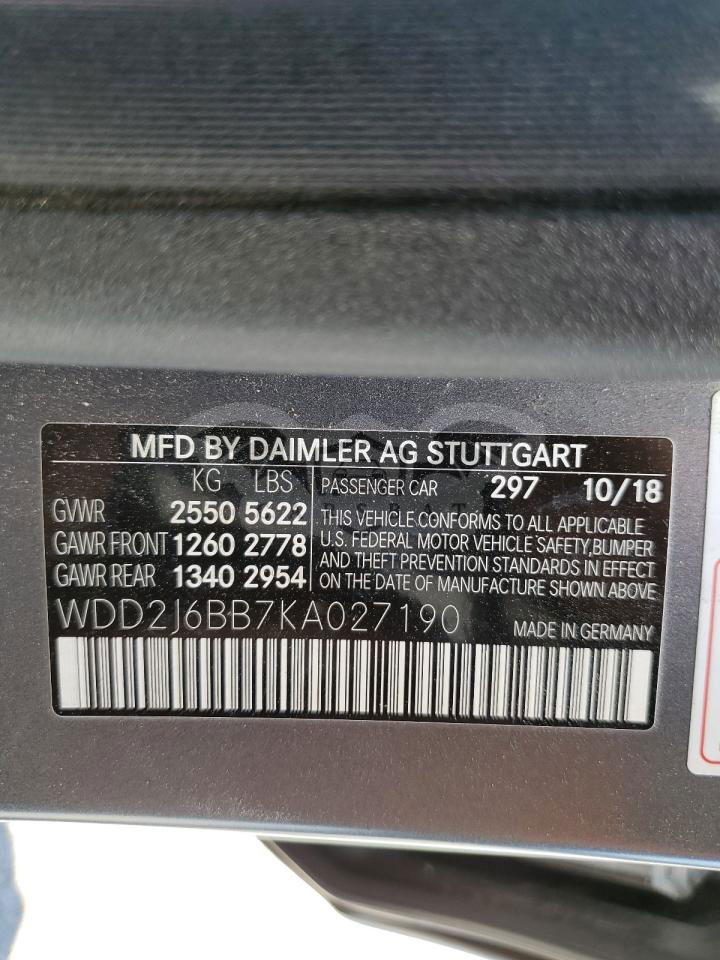 MFD BY DAIMLER AG STUTTGART
KG LBS PASSENGER CAR 297 10/18
GVWR 2550 5622
GAWR FRONT 1260 2778
GAWR REAR 1340 2954
THIS VEHICLE CONFORMS TO ALL APPLICABLE
U.S. FEDERAL MOTOR VEHICLE SAFETY,BUMPER
AND THEFT PREVENTION STANDARDS IN EFFECT
ON THE DATE OF MANUFACTURE SHOWN ABOVE
WDD2J6BB7KA027190 MADE IN GERMANY